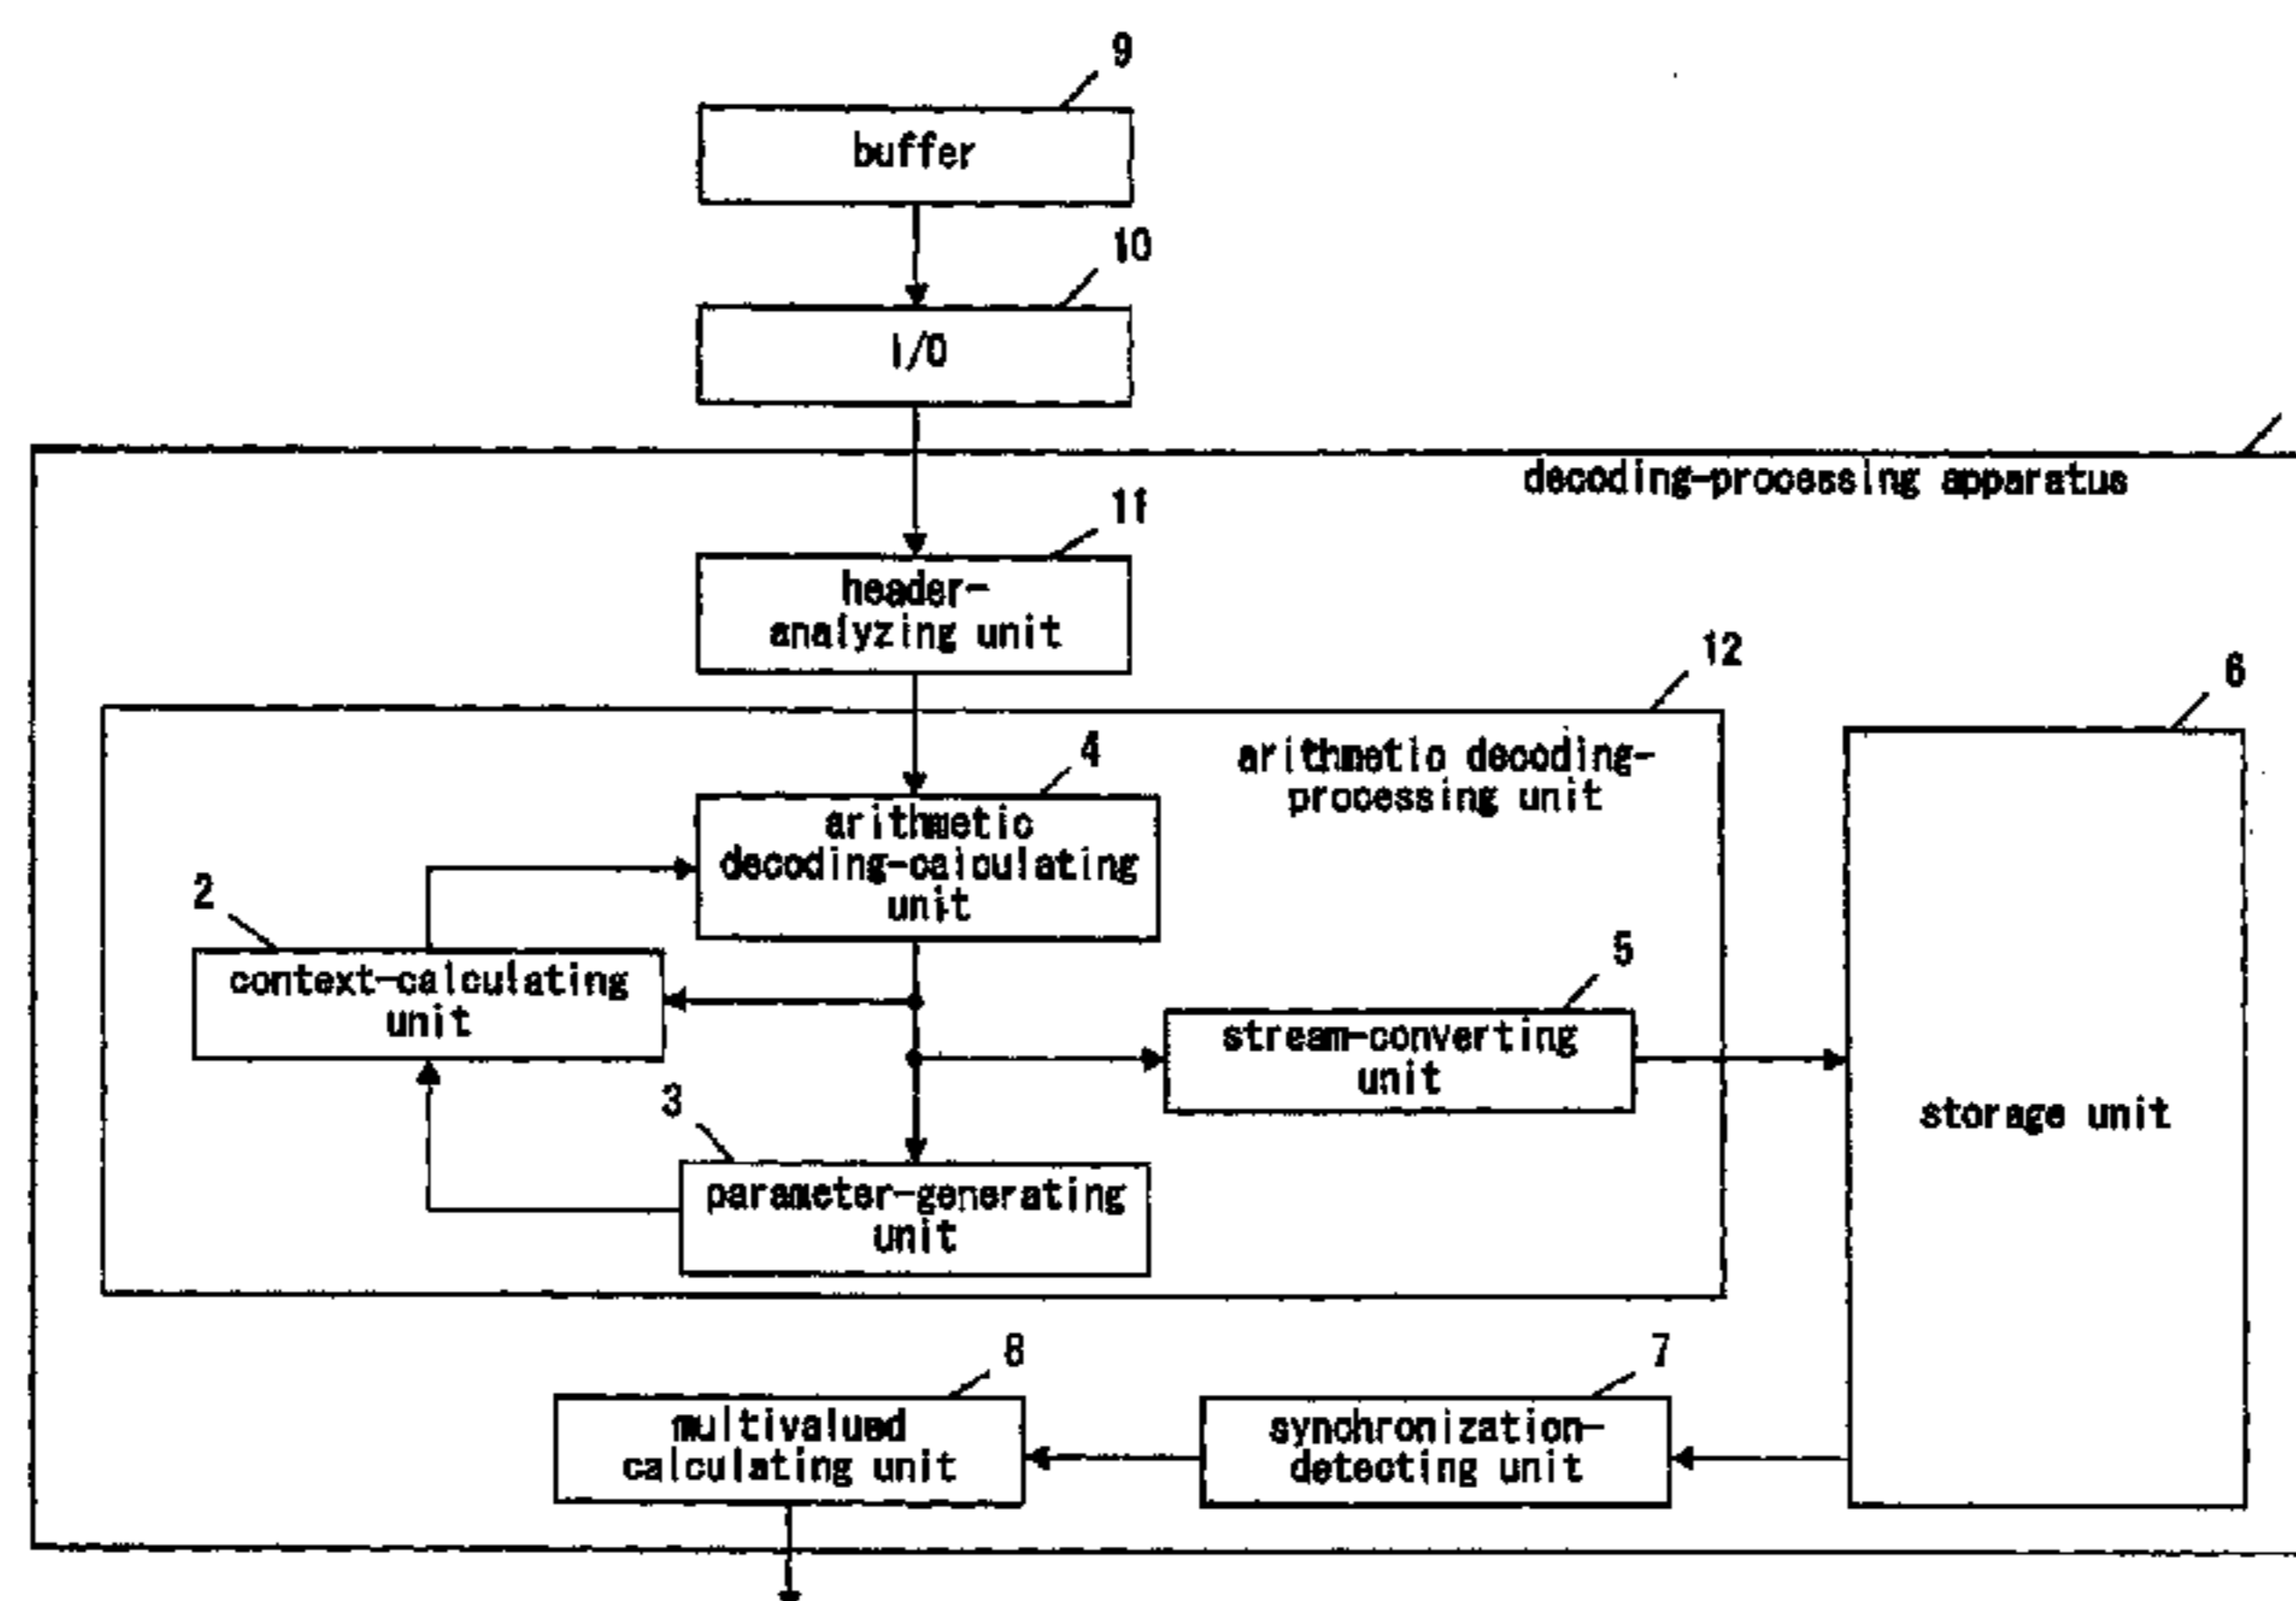 9
buffer
10
I/O
decoding-processing apparatus
11
header-
analyzing unit
12
6
arithmetic decoding-
processing unit
4
arithmetic
decoding-calculating
unit
2
context-calculating
unit
5
stream-converting
unit
storage unit
3
parameter-generating
unit
8
multivalued
calculating unit
7
synchronization-
detecting unit